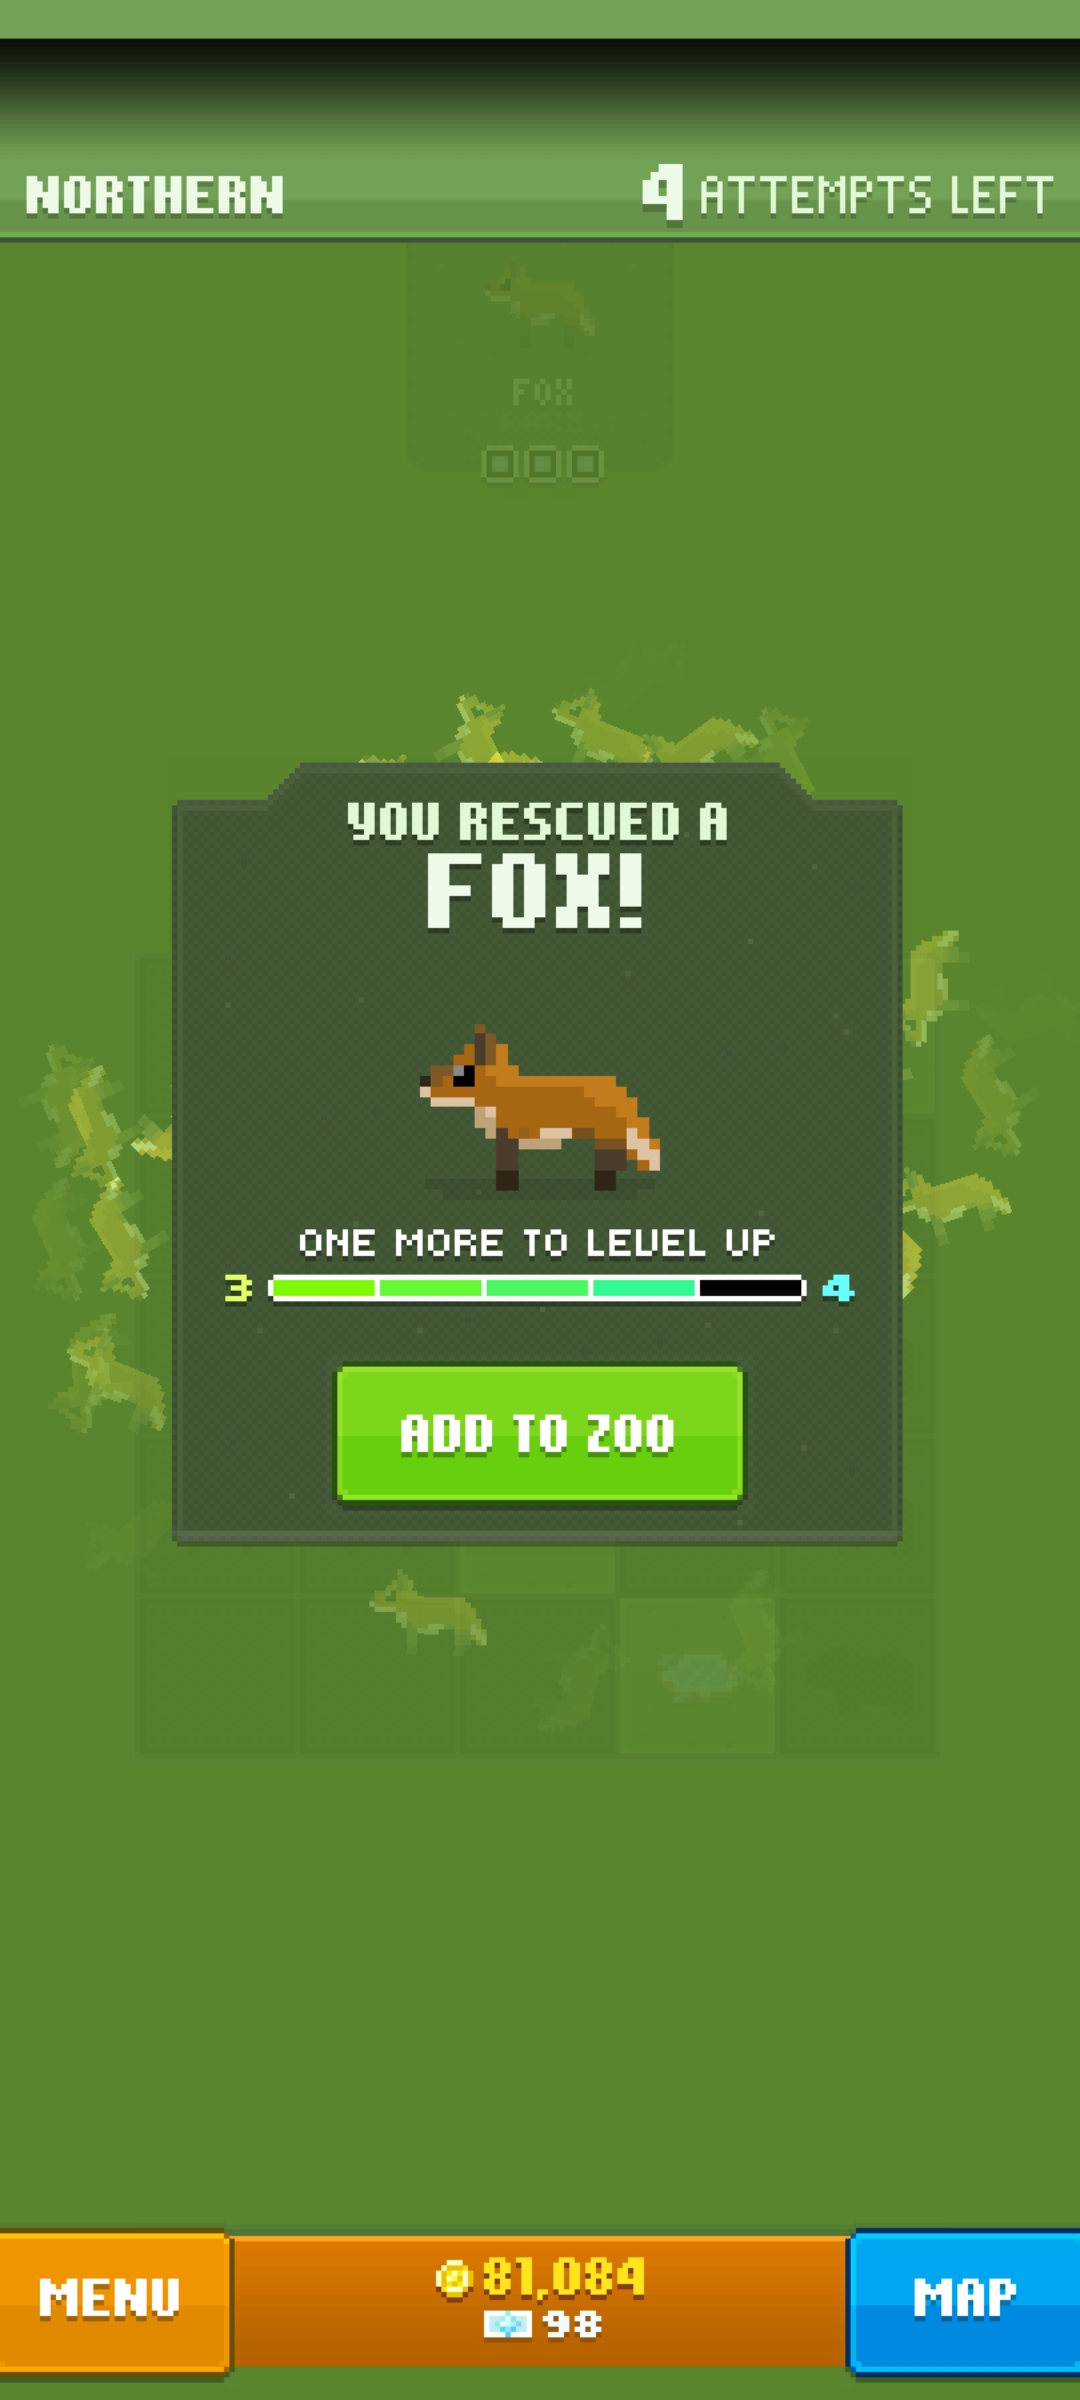 NORTHERN
4 ATTEMPTS LEFT
FOX
YOU RESCUED A
FOX!
ONE MORE TO LEVEL UP
3 4
ADD TO ZOO
MENU
81,084
98
MAP